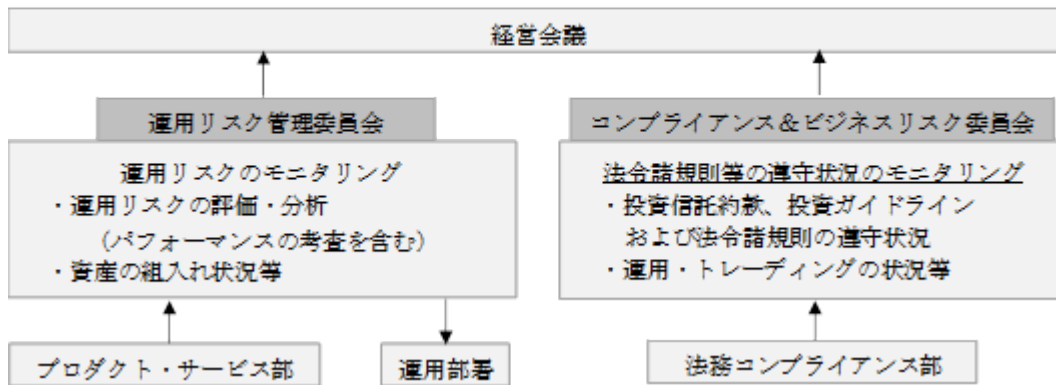 経営会議
運用リスク管理委員会
運用リスクのモニタリング
・運用リスクの評価・分析
（パフォーマンスの考査を含む）
・資産の組入れ状況等
プロダクト・サービス部
運用部署
コンプライアンス＆ビジネスリスク委員会
法令諸規則等の遵守状況のモニタリング
・投資信託約款、投資ガイドライン
および法令諸規則の遵守状況
・運用・トレーディングの状況等
法務コンプライアンス部